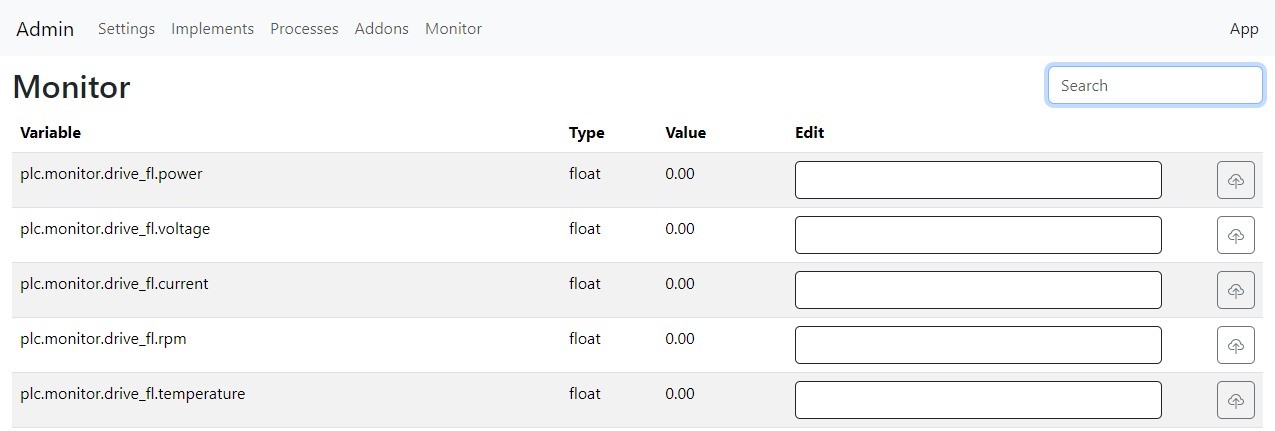 Admin Settings Implements Processes Addons Monitor App
Monitor Search
Variable Type Value Edit
plc.monitor.drive_fl.power float 0.00
plc.monitor.drive_fl.voltage float 0.00
plc.monitor.drive_fl.current float 0.00
plc.monitor.drive_fl.rpm float 0.00
plc.monitor.drive_fl.temperature float 0.00